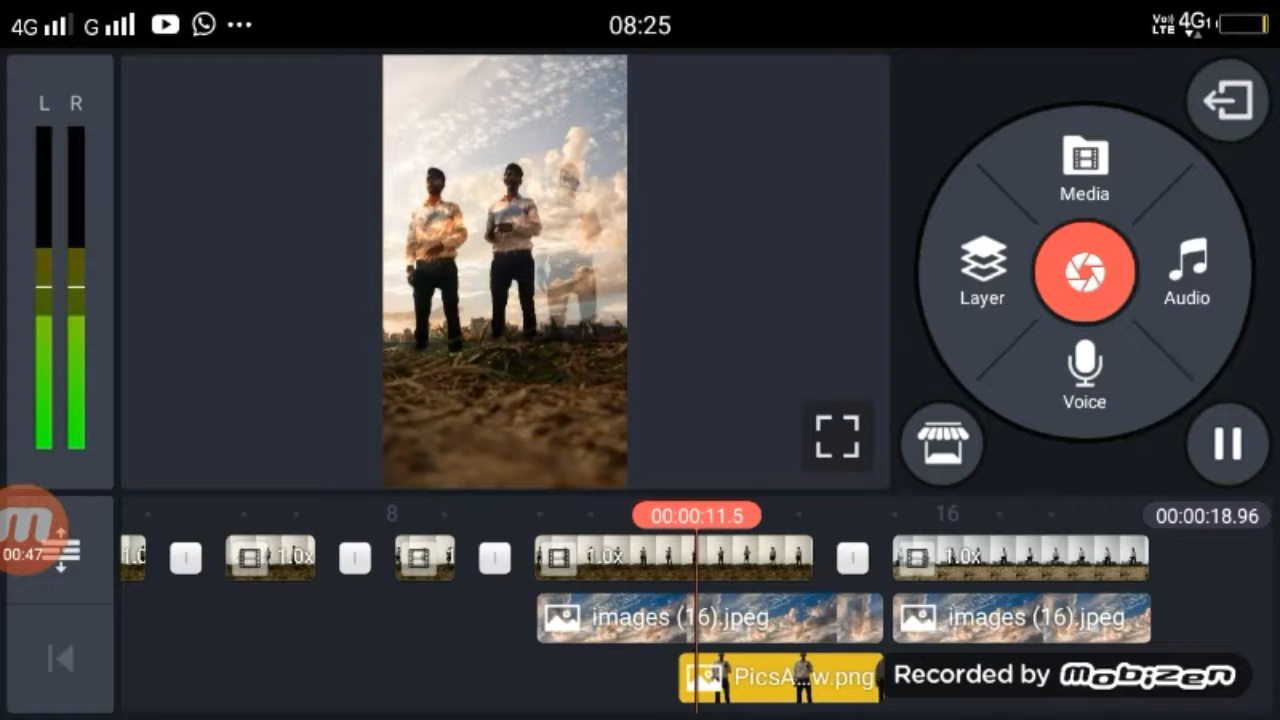 4G G 08:25 VoI) LTE 4G
L R
Media
Layer
Audio
Voice
8
00:00:11.5
16
00:00:18.96
00:47
1.0x
1.0x
1.0x
images (16).jpeg
images (16).jpeg
PicsA...w.png
Recorded by mobizen